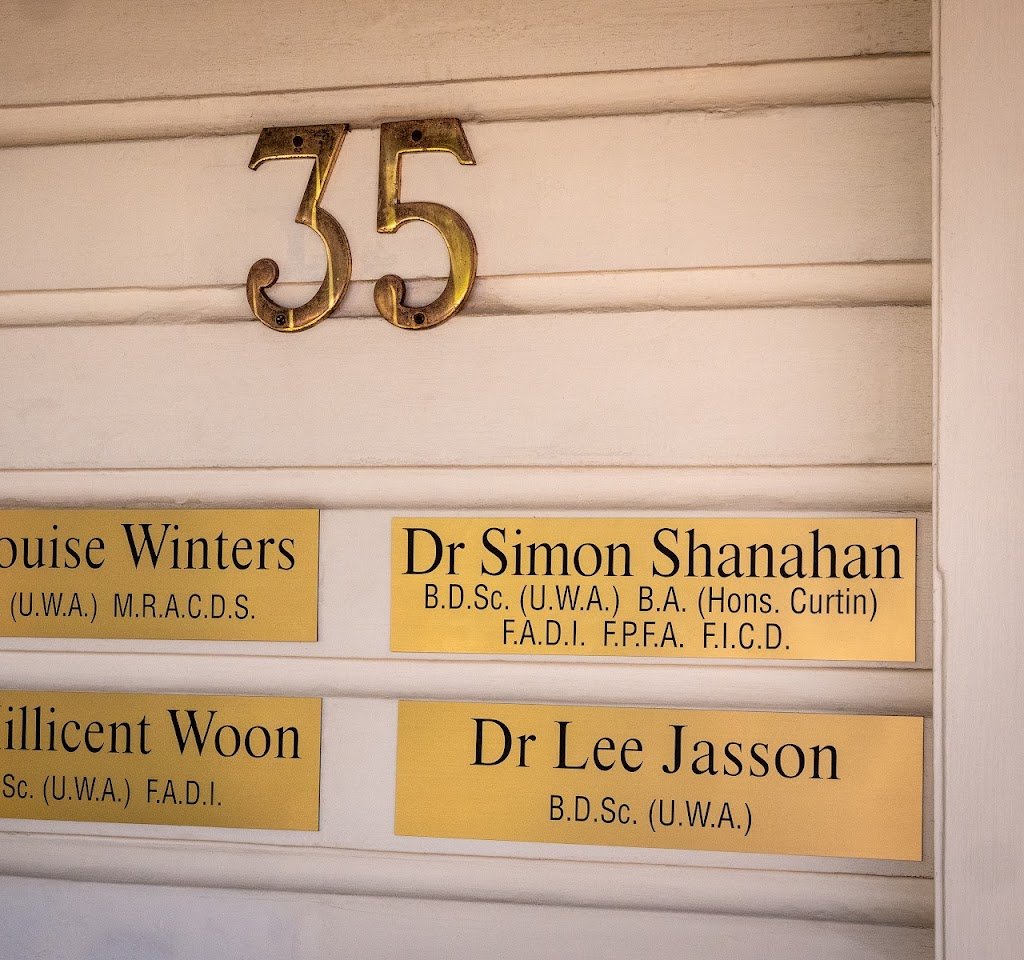 35
ouise Winters
(U.W.A.) M.R.A.C.D.S.
Dr Simon Shanahan
B.D.Sc. (U.W.A.) B.A. (Hons. Curtin)
F.A.D.I. F.P.F.A. F.I.C.D.
illicent Woon
Sc. (U.W.A.) F.A.D.I.
Dr Lee Jasson
B.D.Sc. (U.W.A.)